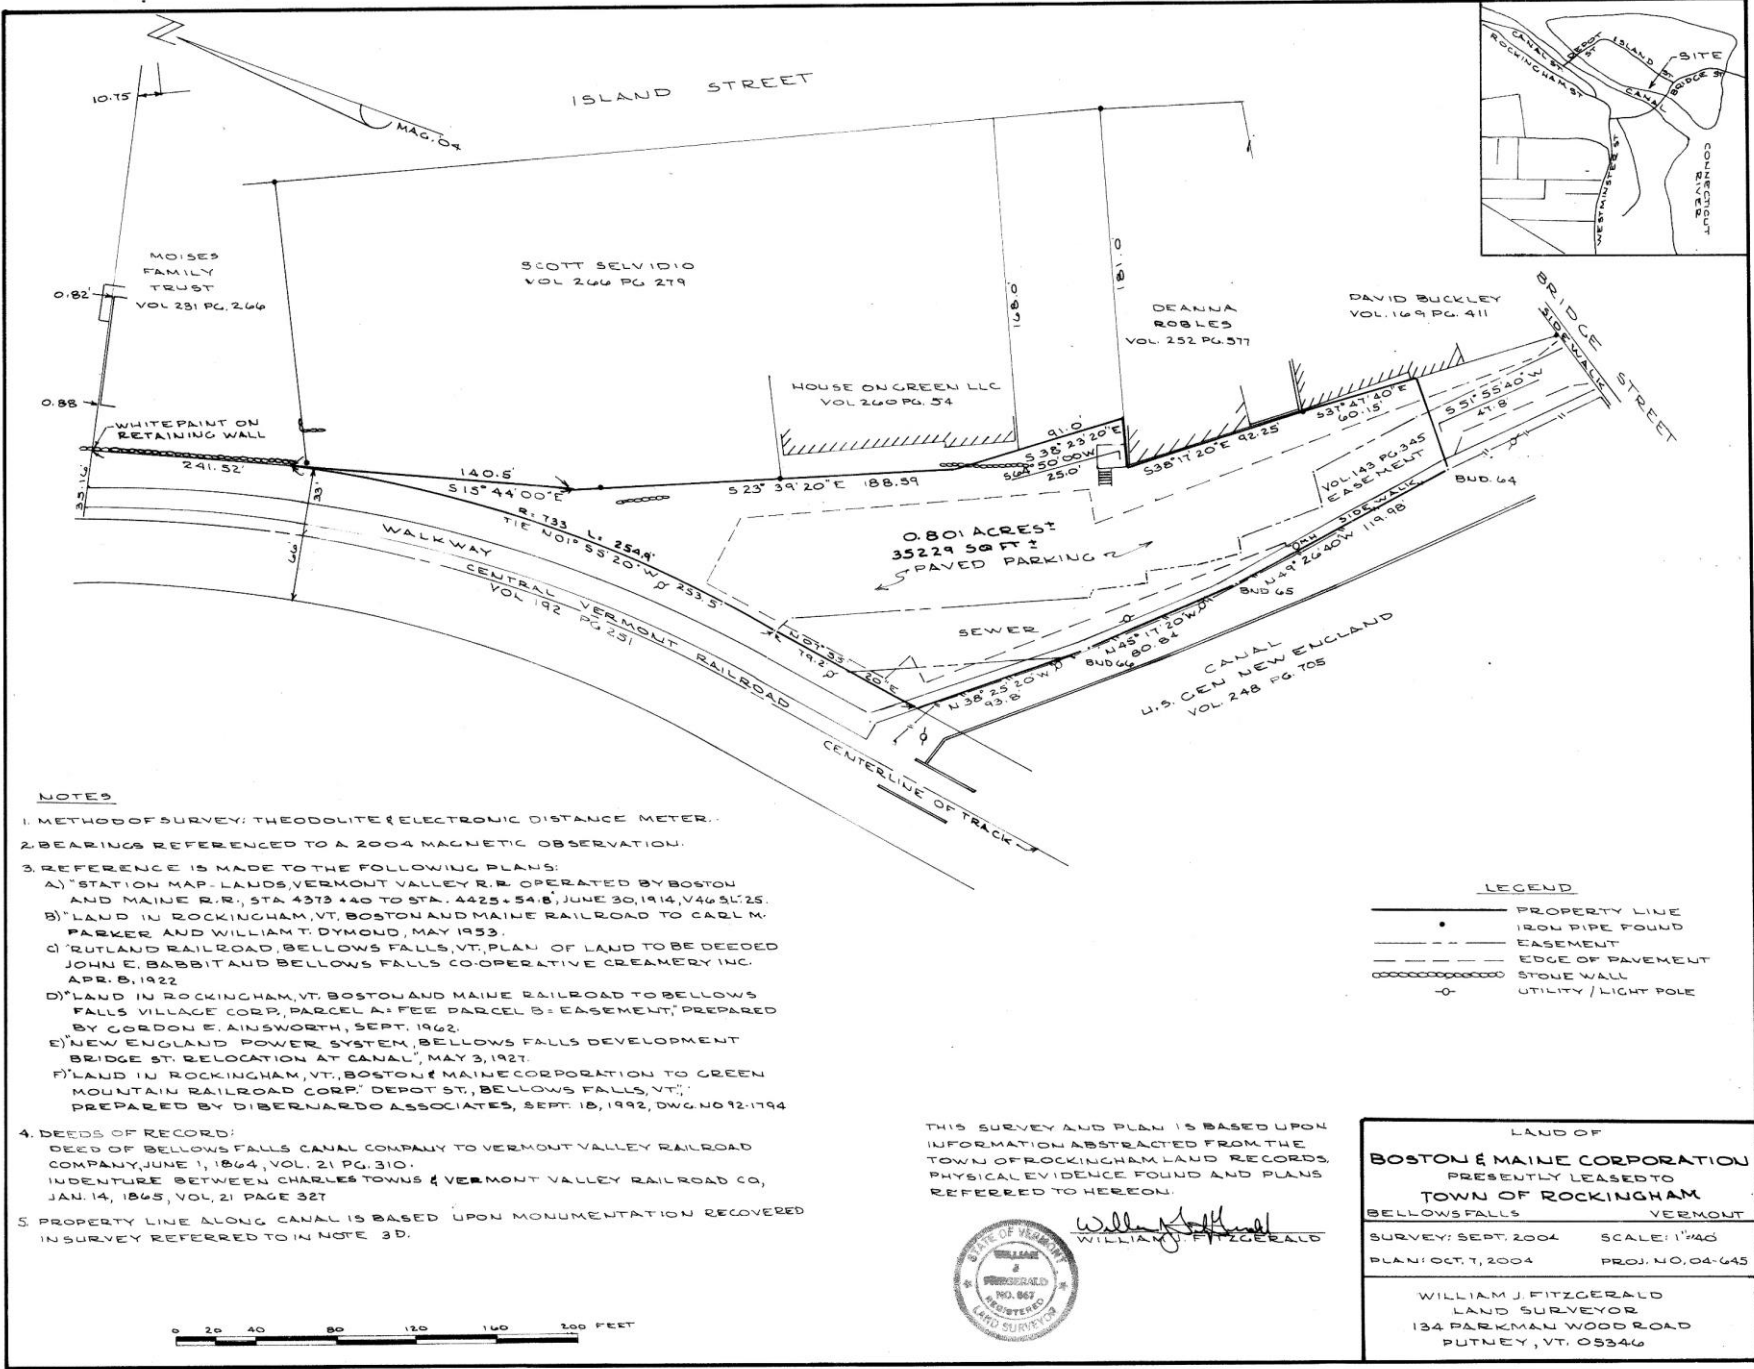 ISLAND STREET
10.75
MAG. 04
CANAL ST
ROCKINGHAM ST
DEPOT ST
ISLAND ST
SITE
BRIDGE ST
CANAL
WESTMINSTER ST
CONNECTICUT
RIVER
MOISES
FAMILY
TRUST
VOL 231 PG. 266
0.82'
0.88
SCOTT SELVIDIO
VOL 266 PG 279
168.0
181.0
DEANNA
ROBLES
VOL. 252 PG. 577
DAVID BUCKLEY
VOL. 169 PG. 411
BRIDGE STREET
SIDEWALK
HOUSE ON GREEN LLC
VOL 260 PG. 54
WHITE PAINT ON
RETAINING WALL
241.52'
35.16'
33'
66'
140.5'
S15° 44' 00"E
S 23° 39' 20" E 188.59
91.0
S 38° 23' 20"E
S64° 50' 00"W
25.0'
S38° 17' 20" E 92.25'
S37° 47' 40" E
60.15'
S 51° 55' 40" W
47.8'
VOL. 143 PG. 345
EASEMENT
BND. 64
SIDE WALK
R= 733 L= 254.9'
TIE N01° 55' 20" W 253.5'
0.801 ACRES±
35229 SQ FT ±
PAVED PARKING
WALKWAY
CENTRAL VERMONT RAILROAD
VOL 192 PG 251
MH
N 49° 26' 40" W 119.98'
BND 65
SEWER
N 45° 17' 20" W
80.84
BND 66
N07° 53' 20" E
79.2'
N 38° 25' 20" W
93.8'
CANAL
U.S. GEN NEW ENGLAND
VOL. 248 PG. 705
CENTERLINE OF TRACK
NOTES
1. METHOD OF SURVEY: THEODOLITE & ELECTRONIC DISTANCE METER.
2. BEARINGS REFERENCED TO A 2004 MAGNETIC OBSERVATION.
3. REFERENCE IS MADE TO THE FOLLOWING PLANS:
A) "STATION MAP - LANDS, VERMONT VALLEY R.R. OPERATED BY BOSTON
AND MAINE R.R., STA 4373 +40 TO STA. 4425+54.8', JUNE 30, 1914, V46 SL 25.
B) "LAND IN ROCKINGHAM, VT. BOSTON AND MAINE RAILROAD TO CARL M.
PARKER AND WILLIAM T. DYMOND, MAY 1953.
C) "RUTLAND RAILROAD, BELLOWS FALLS, VT., PLAN OF LAND TO BE DEEDED
JOHN E. BABBIT AND BELLOWS FALLS CO-OPERATIVE CREAMERY INC.
APR. 8, 1922
D) "LAND IN ROCKINGHAM, VT. BOSTON AND MAINE RAILROAD TO BELLOWS
FALLS VILLAGE CORP., PARCEL A= FEE PARCEL B= EASEMENT," PREPARED
BY GORDON E. AINSWORTH, SEPT. 1962.
E) "NEW ENGLAND POWER SYSTEM, BELLOWS FALLS DEVELOPMENT
BRIDGE ST. RELOCATION AT CANAL", MAY 3, 1927.
F) "LAND IN ROCKINGHAM, VT., BOSTON & MAINE CORPORATION TO GREEN
MOUNTAIN RAILROAD CORP." DEPOT ST., BELLOWS FALLS, VT.",
PREPARED BY DIBERNARDO ASSOCIATES, SEPT. 18, 1992, DWG. NO 92-1794
4. DEEDS OF RECORD:
DEED OF BELLOWS FALLS CANAL COMPANY TO VERMONT VALLEY RAILROAD
COMPANY, JUNE 1, 1864, VOL. 21 PG. 310.
INDENTURE BETWEEN CHARLES TOWNS & VERMONT VALLEY RAILROAD CO,
JAN. 14, 1865, VOL, 21 PAGE 327
5. PROPERTY LINE ALONG CANAL IS BASED UPON MONUMENTATION RECOVERED
IN SURVEY REFERRED TO IN NOTE 3D.
0 20 40 80 120 160 200 FEET
LEGEND
PROPERTY LINE
IRON PIPE FOUND
EASEMENT
EDGE OF PAVEMENT
STONE WALL
UTILITY / LIGHT POLE
THIS SURVEY AND PLAN IS BASED UPON
INFORMATION ABSTRACTED FROM THE
TOWN OF ROCKINGHAM LAND RECORDS,
PHYSICAL EVIDENCE FOUND AND PLANS
REFERRED TO HEREON.
WILLIAM J. FITZGERALD
STATE OF VERMONT
WILLIAM
J
FITZGERALD
NO. 567
REGISTERED
LAND SURVEYOR
LAND OF
BOSTON & MAINE CORPORATION
PRESENTLY LEASED TO
TOWN OF ROCKINGHAM
BELLOWS FALLS VERMONT
SURVEY: SEPT. 2004 SCALE: 1"=40'
PLAN: OCT. 7, 2004 PROJ. NO. 04-645
WILLIAM J. FITZGERALD
LAND SURVEYOR
134 PARKMAN WOOD ROAD
PUTNEY, VT. 05346